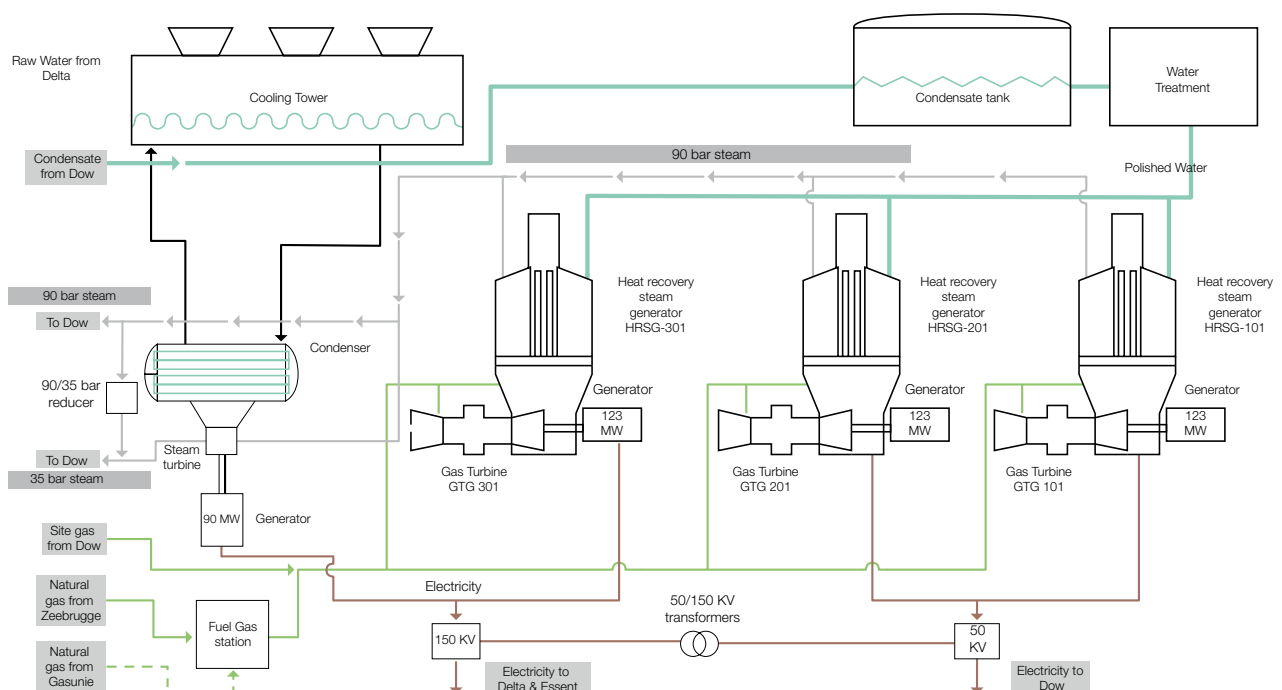 Raw Water from
Delta
Cooling Tower
Condensate tank
Water
Treatment
Condensate
from Dow
90 bar steam
Polished Water
90 bar steam
To Dow
Condenser
Heat recovery
steam
generator
HRSG-301
Heat recovery
steam
generator
HRSG-201
Heat recovery
steam
generator
HRSG-101
90/35 bar
reducer
Generator
123
MW
Generator
123
MW
Generator
123
MW
To Dow
35 bar steam
Steam
turbine
Gas Turbine
GTG 301
Gas Turbine
GTG 201
Gas Turbine
GTG 101
90 MW
Generator
Site gas
from Dow
Electricity
Natural
gas from
Zeebrugge
Fuel Gas
station
50/150 KV
transformers
150 KV
50
KV
Natural
gas from
Gasunie
Electricity to
Delta & Essent
Electricity to
Dow